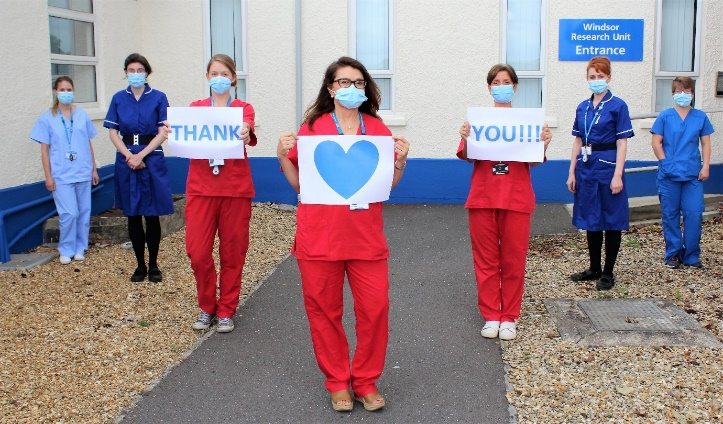 Windsor
Research Unit
Entrance
THANK
YOU!!!